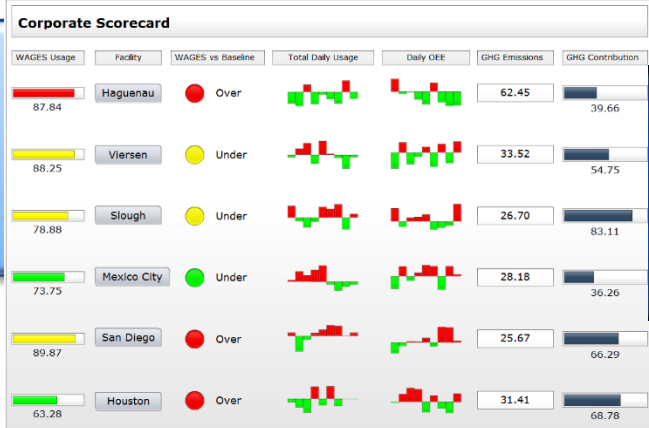 Corporate Scorecard
WAGES Usage Facility WAGES vs Baseline Total Daily Usage Daily OEE GHG Emissions GHG Contribution
Haguenau Over 62.45
87.84 39.66
Viersen Under 33.52
88.25 54.75
Slough Under 26.70
78.88 83.11
Mexico City Under 28.18
73.75 36.26
San Diego Over 25.67
89.87 66.29
Houston Over 31.41
63.28 68.78